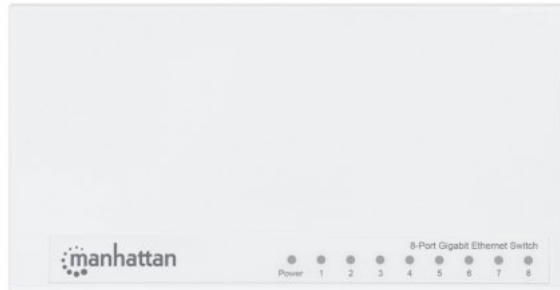 8-Port Gigabit Ethernet Switch
manhattan
Power 1 2 3 4 5 6 7 8